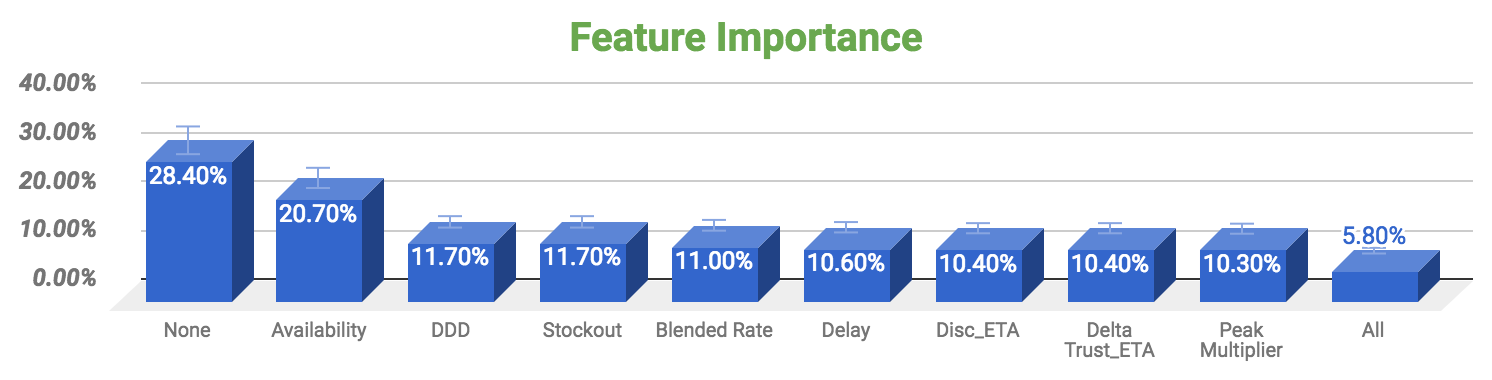 Feature Importance
40.00%
30.00%
20.00%
10.00%
0.00%
28.40%
20.70%
11.70%
11.70%
11.00%
10.60%
10.40%
10.40%
10.30%
5.80%
None
Availability
DDD
Stockout
Blended Rate
Delay
Disc_ETA
Delta
Trust_ETA
Peak
Multiplier
All